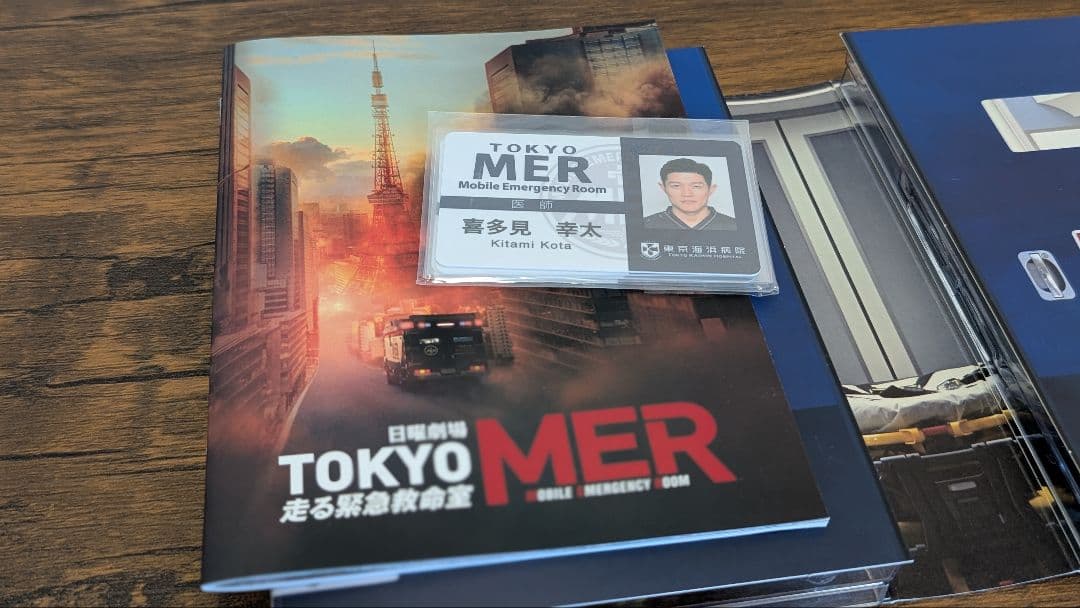 TOKYO
MER
Mobile Emergency Room
医師
喜多見 幸太
Kitami Kota
東京海浜病院
TOKYO KAIHIN HOSPITAL
日曜劇場
TOKYO MER
走る緊急救命室
MOBILE EMERGENCY ROOM